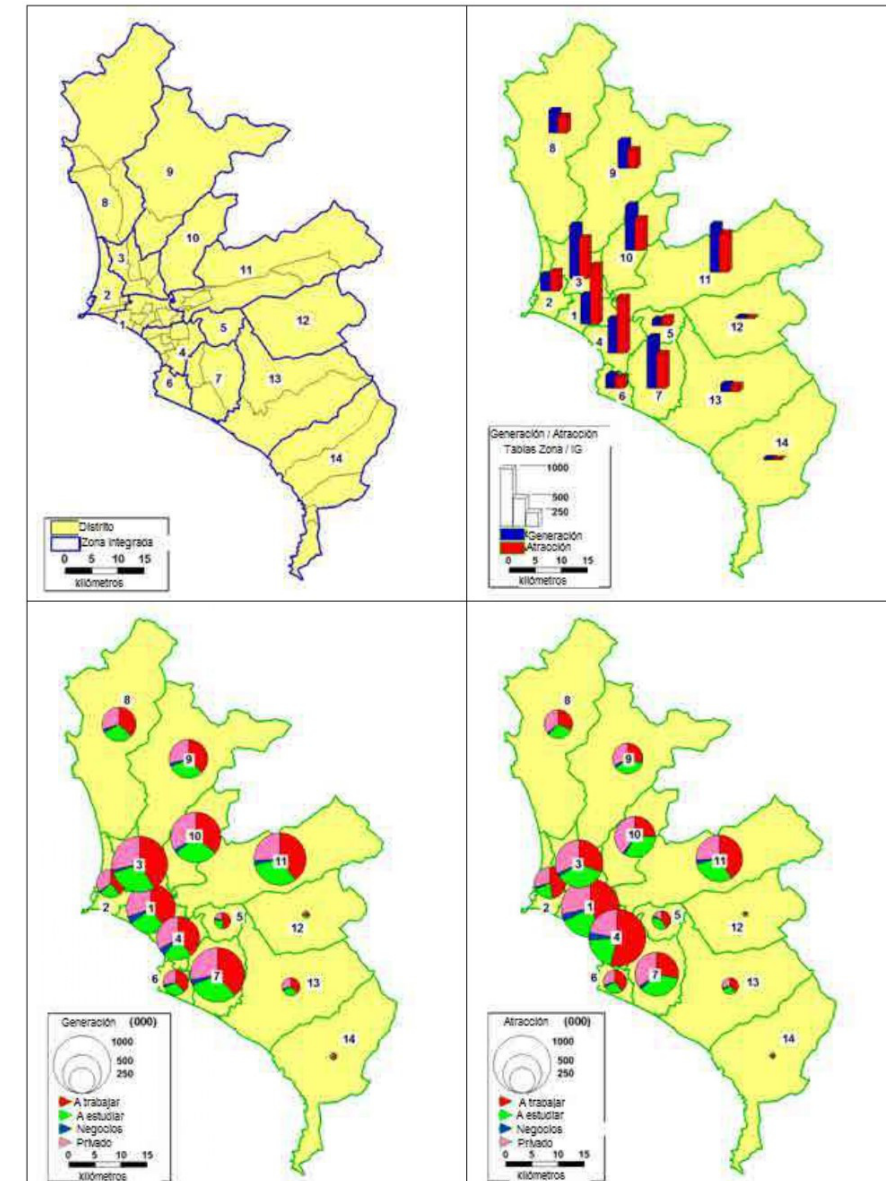 9
8
10
3
11
2
12
1
5
4
13
6
7
14
Distrito
Zona Integrada
0 5 10 15
kilómetros
8
9
10
11
3
2
1
5
12
4
7
6
13
14
Generación / Atracción
Tablas Zona / IG
1000
500
250
Generación
Atracción
0 5 10 15
kilómetros
8
9
10
3
11
1
2
5
12
4
6
7
13
14
Generación (000)
1000
500
250
A trabajar
A estudiar
Negocios
Privado
0 5 10 15
kilómetros
8
9
10
11
3
2
1
5
12
4
6
7
13
14
Atracción (000)
1000
500
250
A trabajar
A estudiar
Negocios
Privado
0 5 10 15
kilómetros